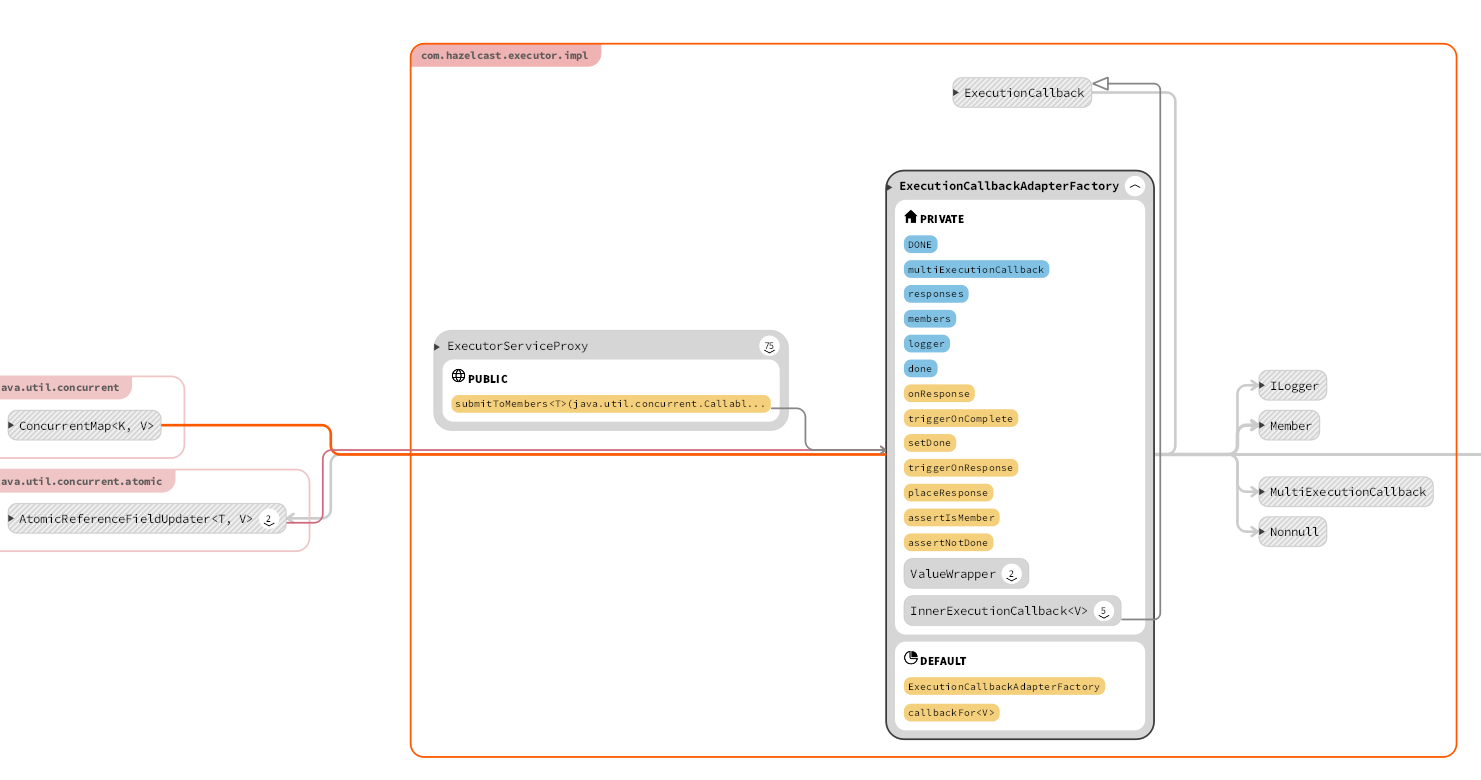 com.hazelcast.executor.impl
ExecutionCallback
ExecutionCallbackAdapterFactory
PRIVATE
DONE
multiExecutionCallback
responses
members
logger
done
onResponse
triggerOnComplete
setDone
triggerOnResponse
placeResponse
assertIsMember
assertNotDone
ValueWrapper 2
InnerExecutionCallback<V> 5
DEFAULT
ExecutionCallbackAdapterFactory
callbackFor<V>
ExecutorServiceProxy 75
PUBLIC
submitToMembers<T>(java.util.concurrent.Callabl...
ava.util.concurrent
ConcurrentMap<K, V>
ava.util.concurrent.atomic
AtomicReferenceFieldUpdater<T, V> 2
ILogger
Member
MultiExecutionCallback
Nonnull